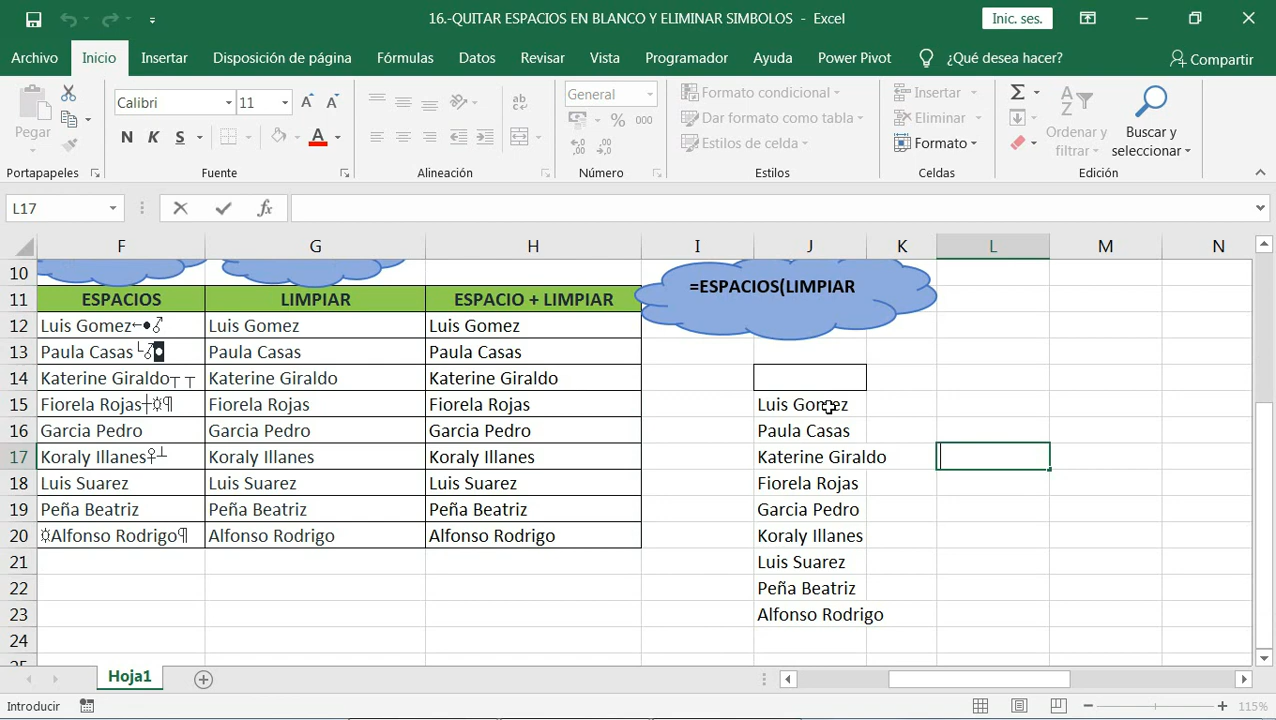 16.-QUITAR ESPACIOS EN BLANCO Y ELIMINAR SIMBOLOS - Excel
Inic. ses.
Archivo Inicio Insertar Disposición de página Fórmulas Datos Revisar Vista Programador Ayuda Power Pivot ¿Qué desea hacer? Compartir
Pegar
Calibri 11
N K S A
ab
General
% 000
Formato condicional
Dar formato como tabla
Estilos de celda
Insertar
Eliminar
Formato
Ordenar y filtrar
Buscar y seleccionar
Portapapeles Fuente Alineación Número Estilos Celdas Edición
L17 fx
F G H I J K L M N
10 =ESPACIOS(LIMPIAR
11 ESPACIOS LIMPIAR ESPACIO + LIMPIAR
12 Luis Gomez←•♂ Luis Gomez Luis Gomez
13 Paula Casas└♂◘ Paula Casas Paula Casas
14 Katerine Giraldo┬ ┬ Katerine Giraldo Katerine Giraldo
15 Fiorela Rojas┼☼¶ Fiorela Rojas Fiorela Rojas Luis Gomez
16 Garcia Pedro Garcia Pedro Garcia Pedro Paula Casas
17 Koraly Illanes♀┴ Koraly Illanes Koraly Illanes Katerine Giraldo
18 Luis Suarez Luis Suarez Luis Suarez Fiorela Rojas
19 Peña Beatriz Peña Beatriz Peña Beatriz Garcia Pedro
20 ☼Alfonso Rodrigo¶ Alfonso Rodrigo Alfonso Rodrigo Koraly Illanes
21 Luis Suarez
22 Peña Beatriz
23 Alfonso Rodrigo
24
25
Hoja1
Introducir 115%